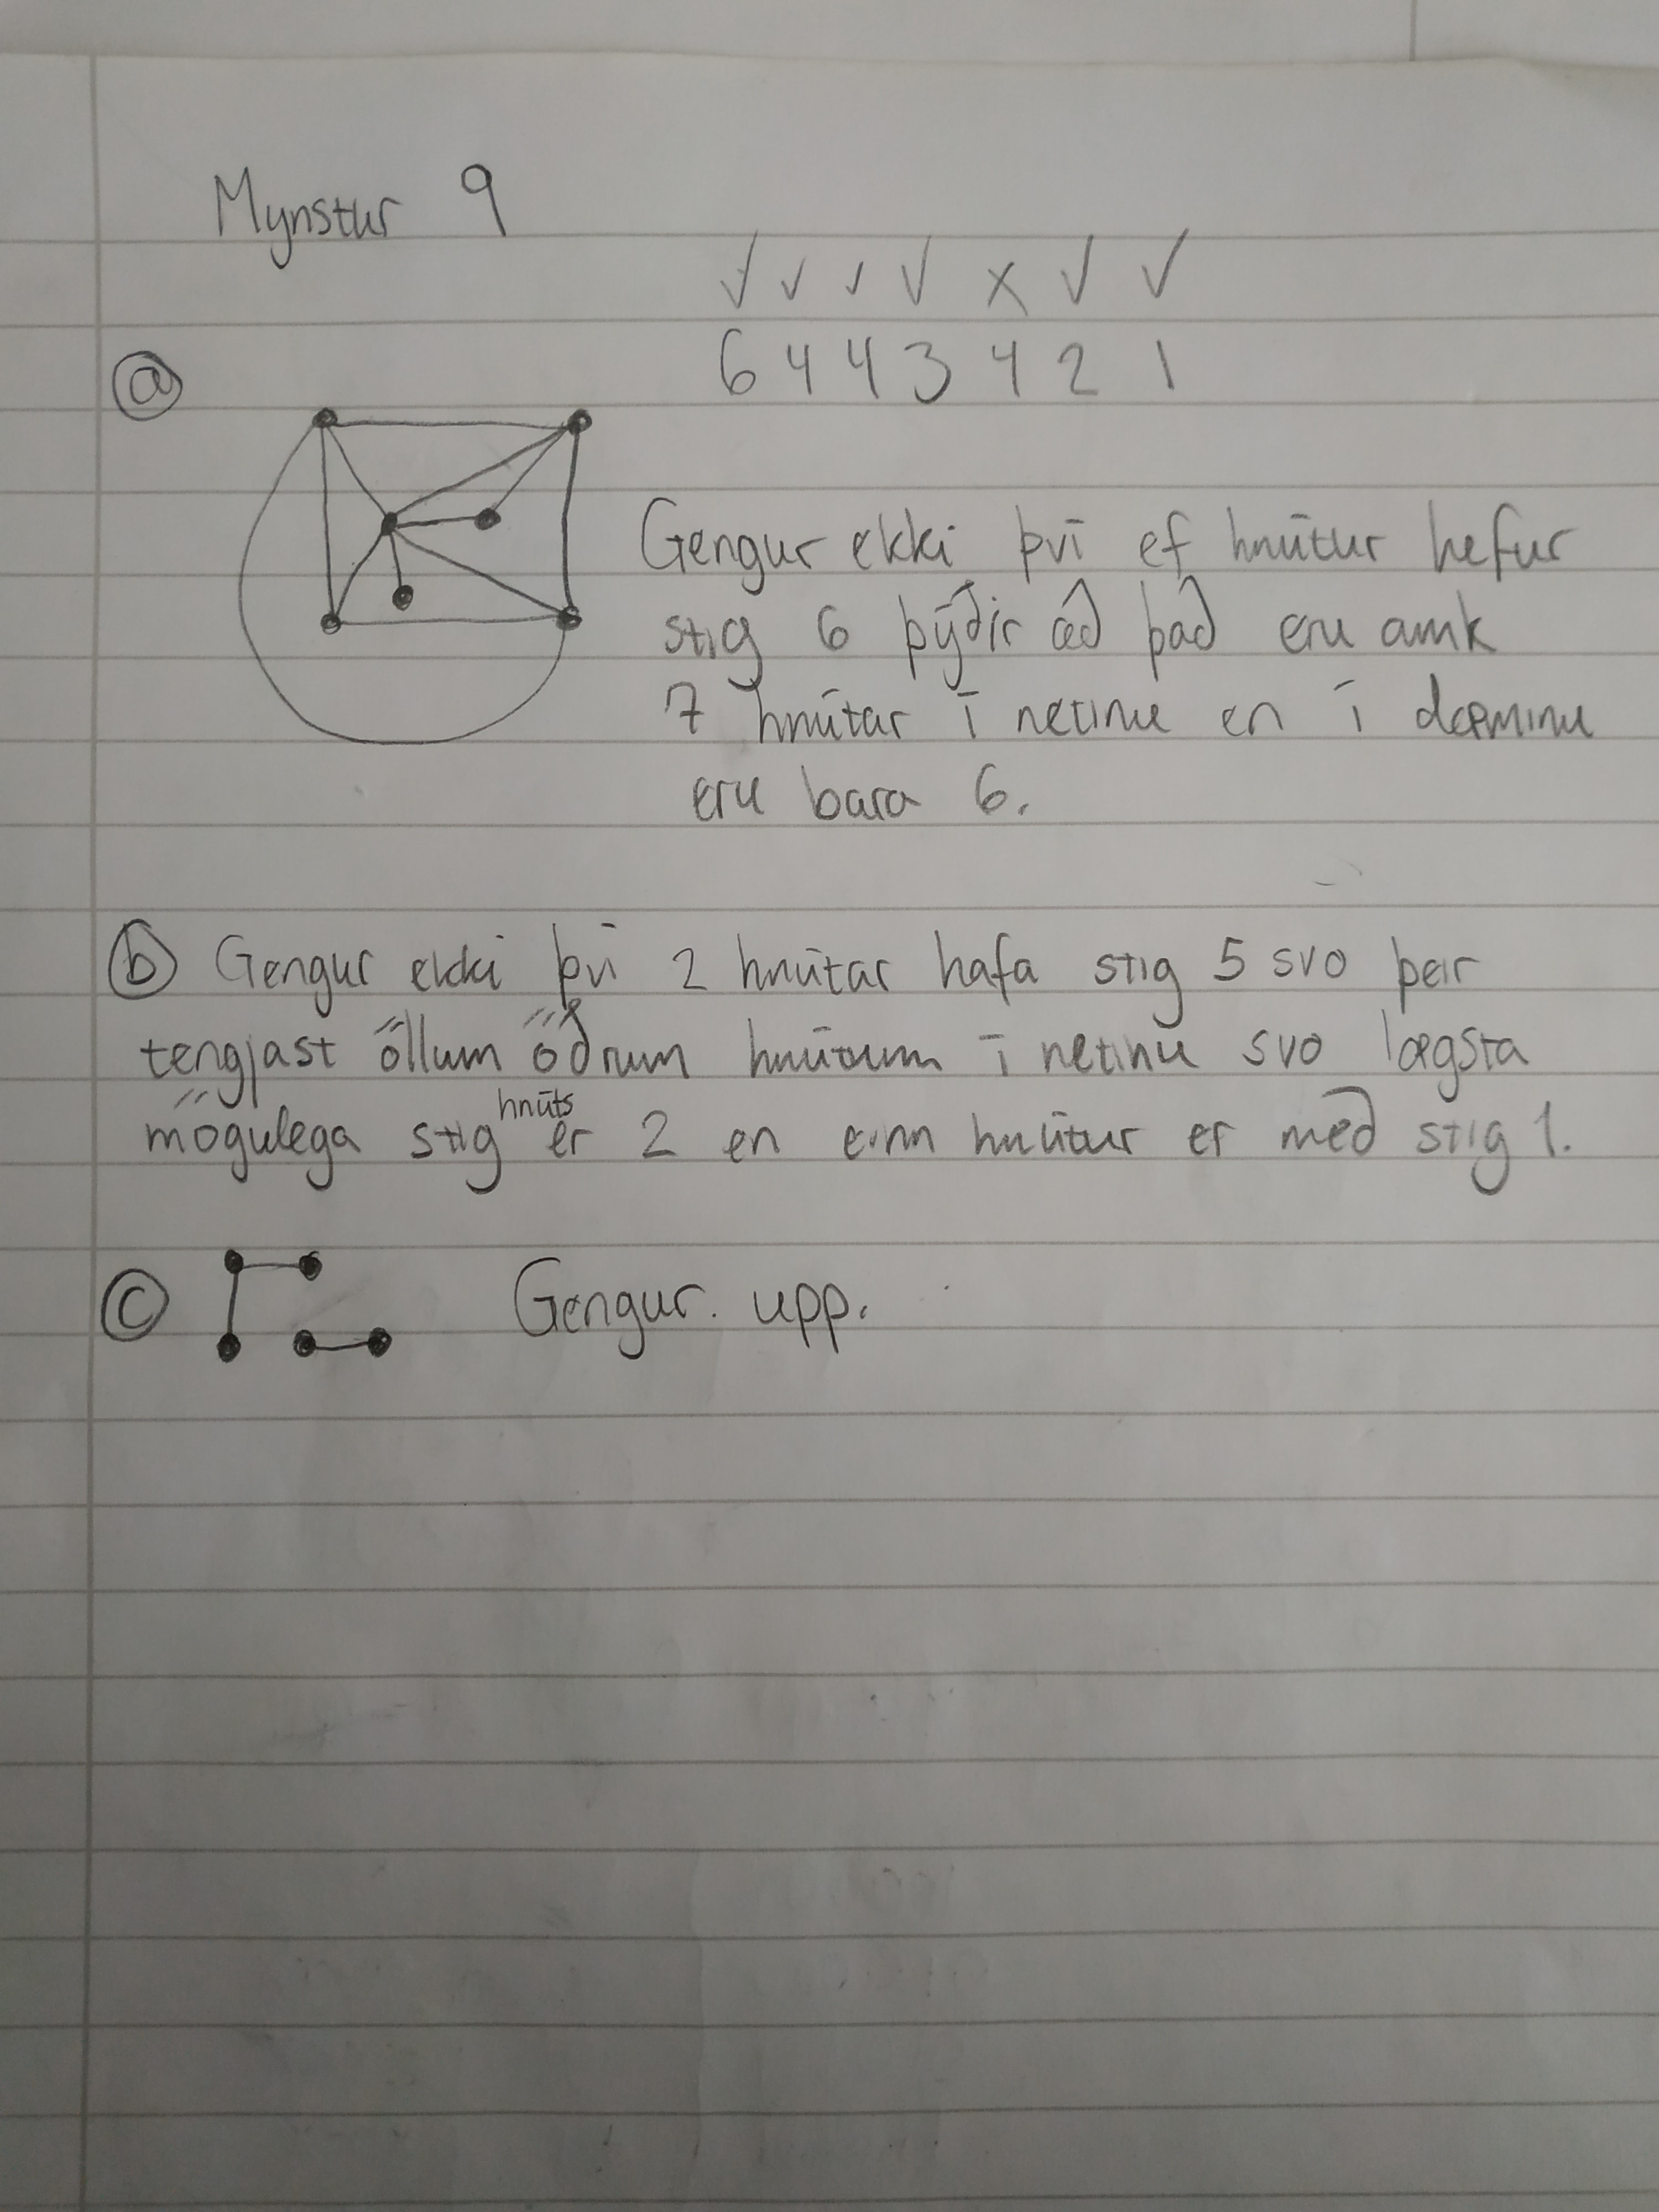 Mynstur 9
✓ ✓ ✓ ✓ x ✓ ✓
6 4 4 3 4 2 1
a
Gengur ekki því ef hnútur hefur
stig 6 þýðir að það eru amk
7 hnútar í netinu en í dæminu
eru bara 6.
b Gengur ekki því 2 hnútar hafa stig 5 svo þeir
tengjast öllum öðrum hnútum í netinu svo lægsta
mögulega stig hnúts er 2 en einn hnútur er með stig 1.
c Gengur upp.